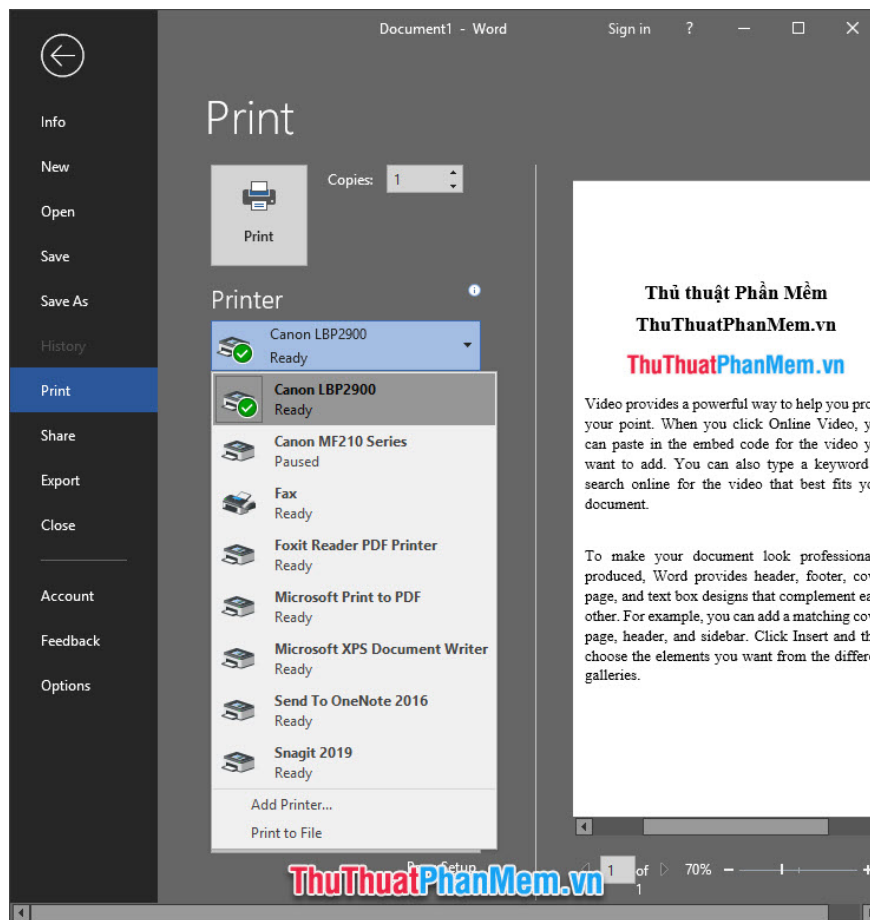 Document1 - Word
Sign in
?
Info
New
Open
Save
Save As
History
Print
Share
Export
Close
Account
Feedback
Options
Print
Print
Copies: 1
Printer
Canon LBP2900
Ready
Canon LBP2900
Ready
Canon MF210 Series
Paused
Fax
Ready
Foxit Reader PDF Printer
Ready
Microsoft Print to PDF
Ready
Microsoft XPS Document Writer
Ready
Send To OneNote 2016
Ready
Snagit 2019
Ready
Add Printer...
Print to File
Thủ thuật Phần Mềm
ThuThuatPhanMem.vn
ThuThuatPhanMem.vn
Video provides a powerful way to help you pro
your point. When you click Online Video, y
can paste in the embed code for the video y
want to add. You can also type a keyword
search online for the video that best fits yo
document.
To make your document look professiona
produced, Word provides header, footer, cov
page, and text box designs that complement ea
other. For example, you can add a matching cov
page, header, and sidebar. Click Insert and th
choose the elements you want from the differe
galleries.
1 of 1
70%
ThuThuatPhanMem.vn